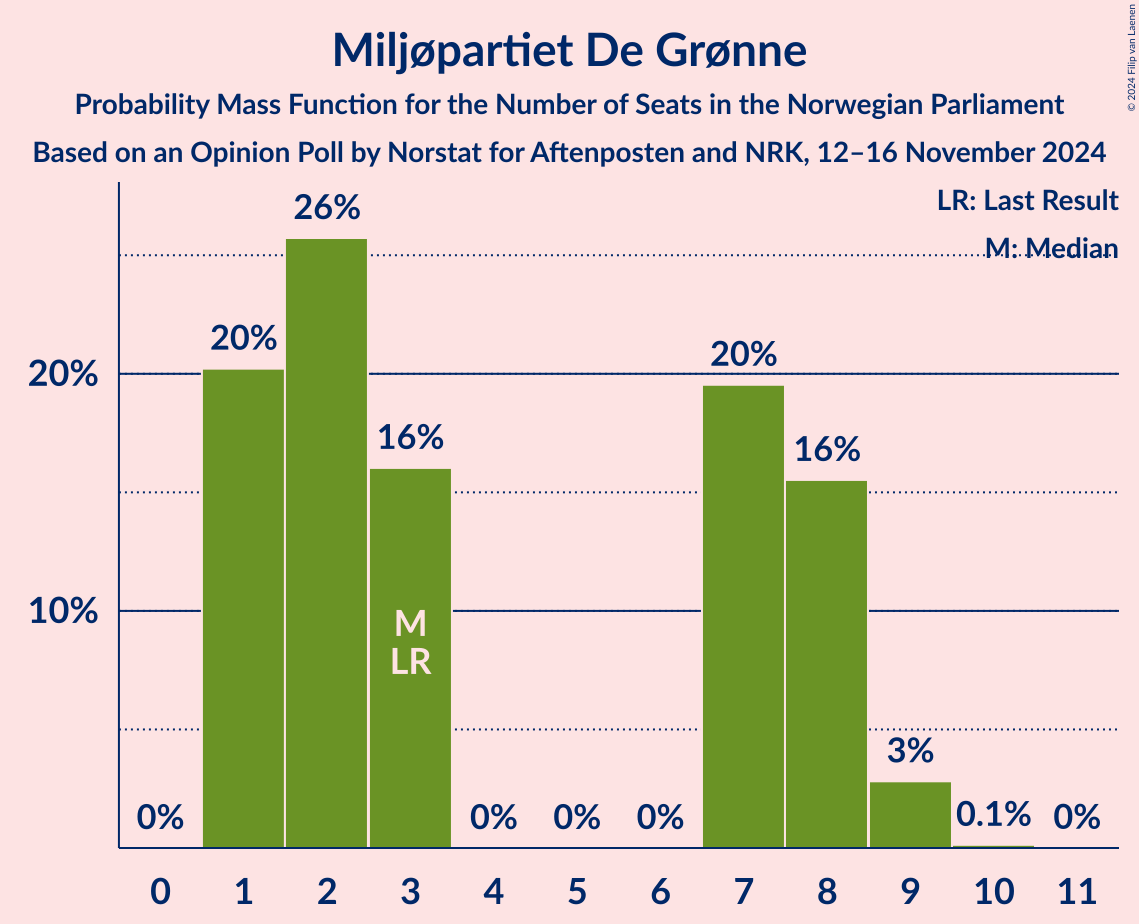 Miljøpartiet De Grønne
Probability Mass Function for the Number of Seats in the Norwegian Parliament
Based on an Opinion Poll by Norstat for Aftenposten and NRK, 12–16 November 2024
© 2024 Filip van Laenen
LR: Last Result
M: Median
26%
20%
20%
20%
16%
16%
10%
M
LR
3%
0%
0%
0%
0%
0.1%
0%
0 1 2 3 4 5 6 7 8 9 10 11